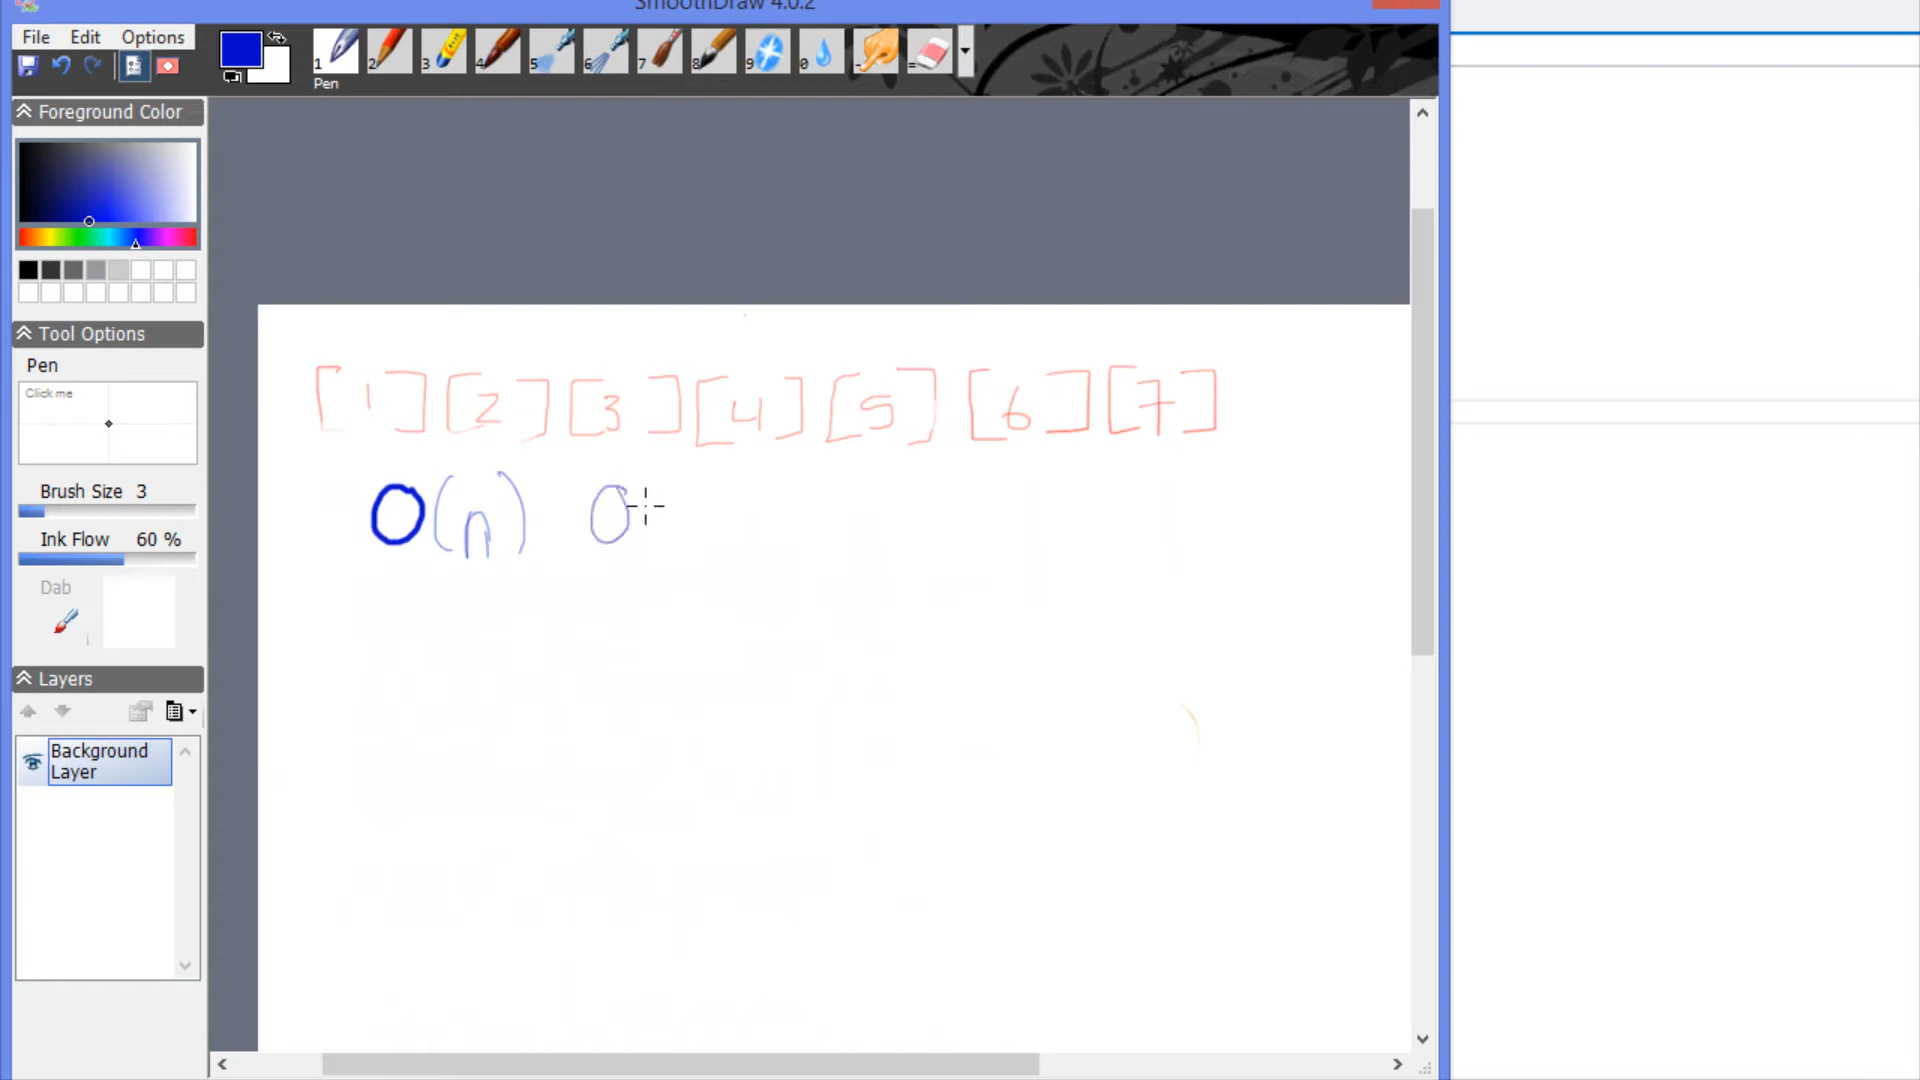 SmoothDraw 4.0.2
File Edit Options
1 2 3 4 5 6 7 8 9 0 - =
Pen
Foreground Color
Tool Options
Pen
Click me
Brush Size 3
Ink Flow 60 %
Dab
Layers
Background
Layer
[1] [2] [3] [4] [5] [6] [7]
O(n) O